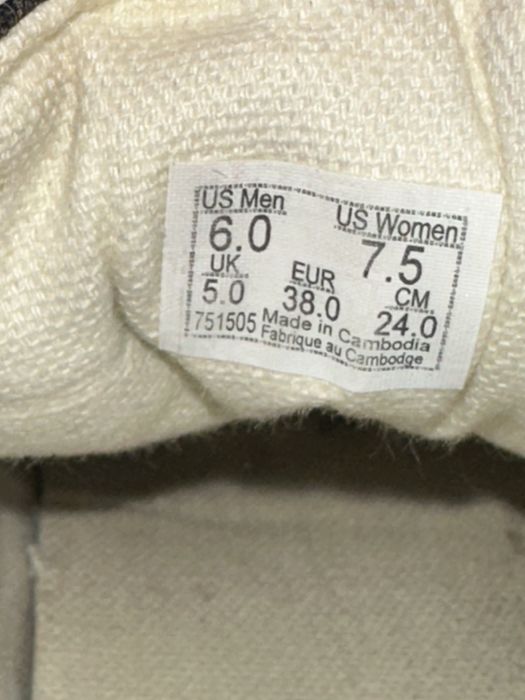 US Men US Women
6.0 7.5
UK EUR CM
5.0 38.0 24.0
751505 Made in Cambodia
Fabrique au Cambodge